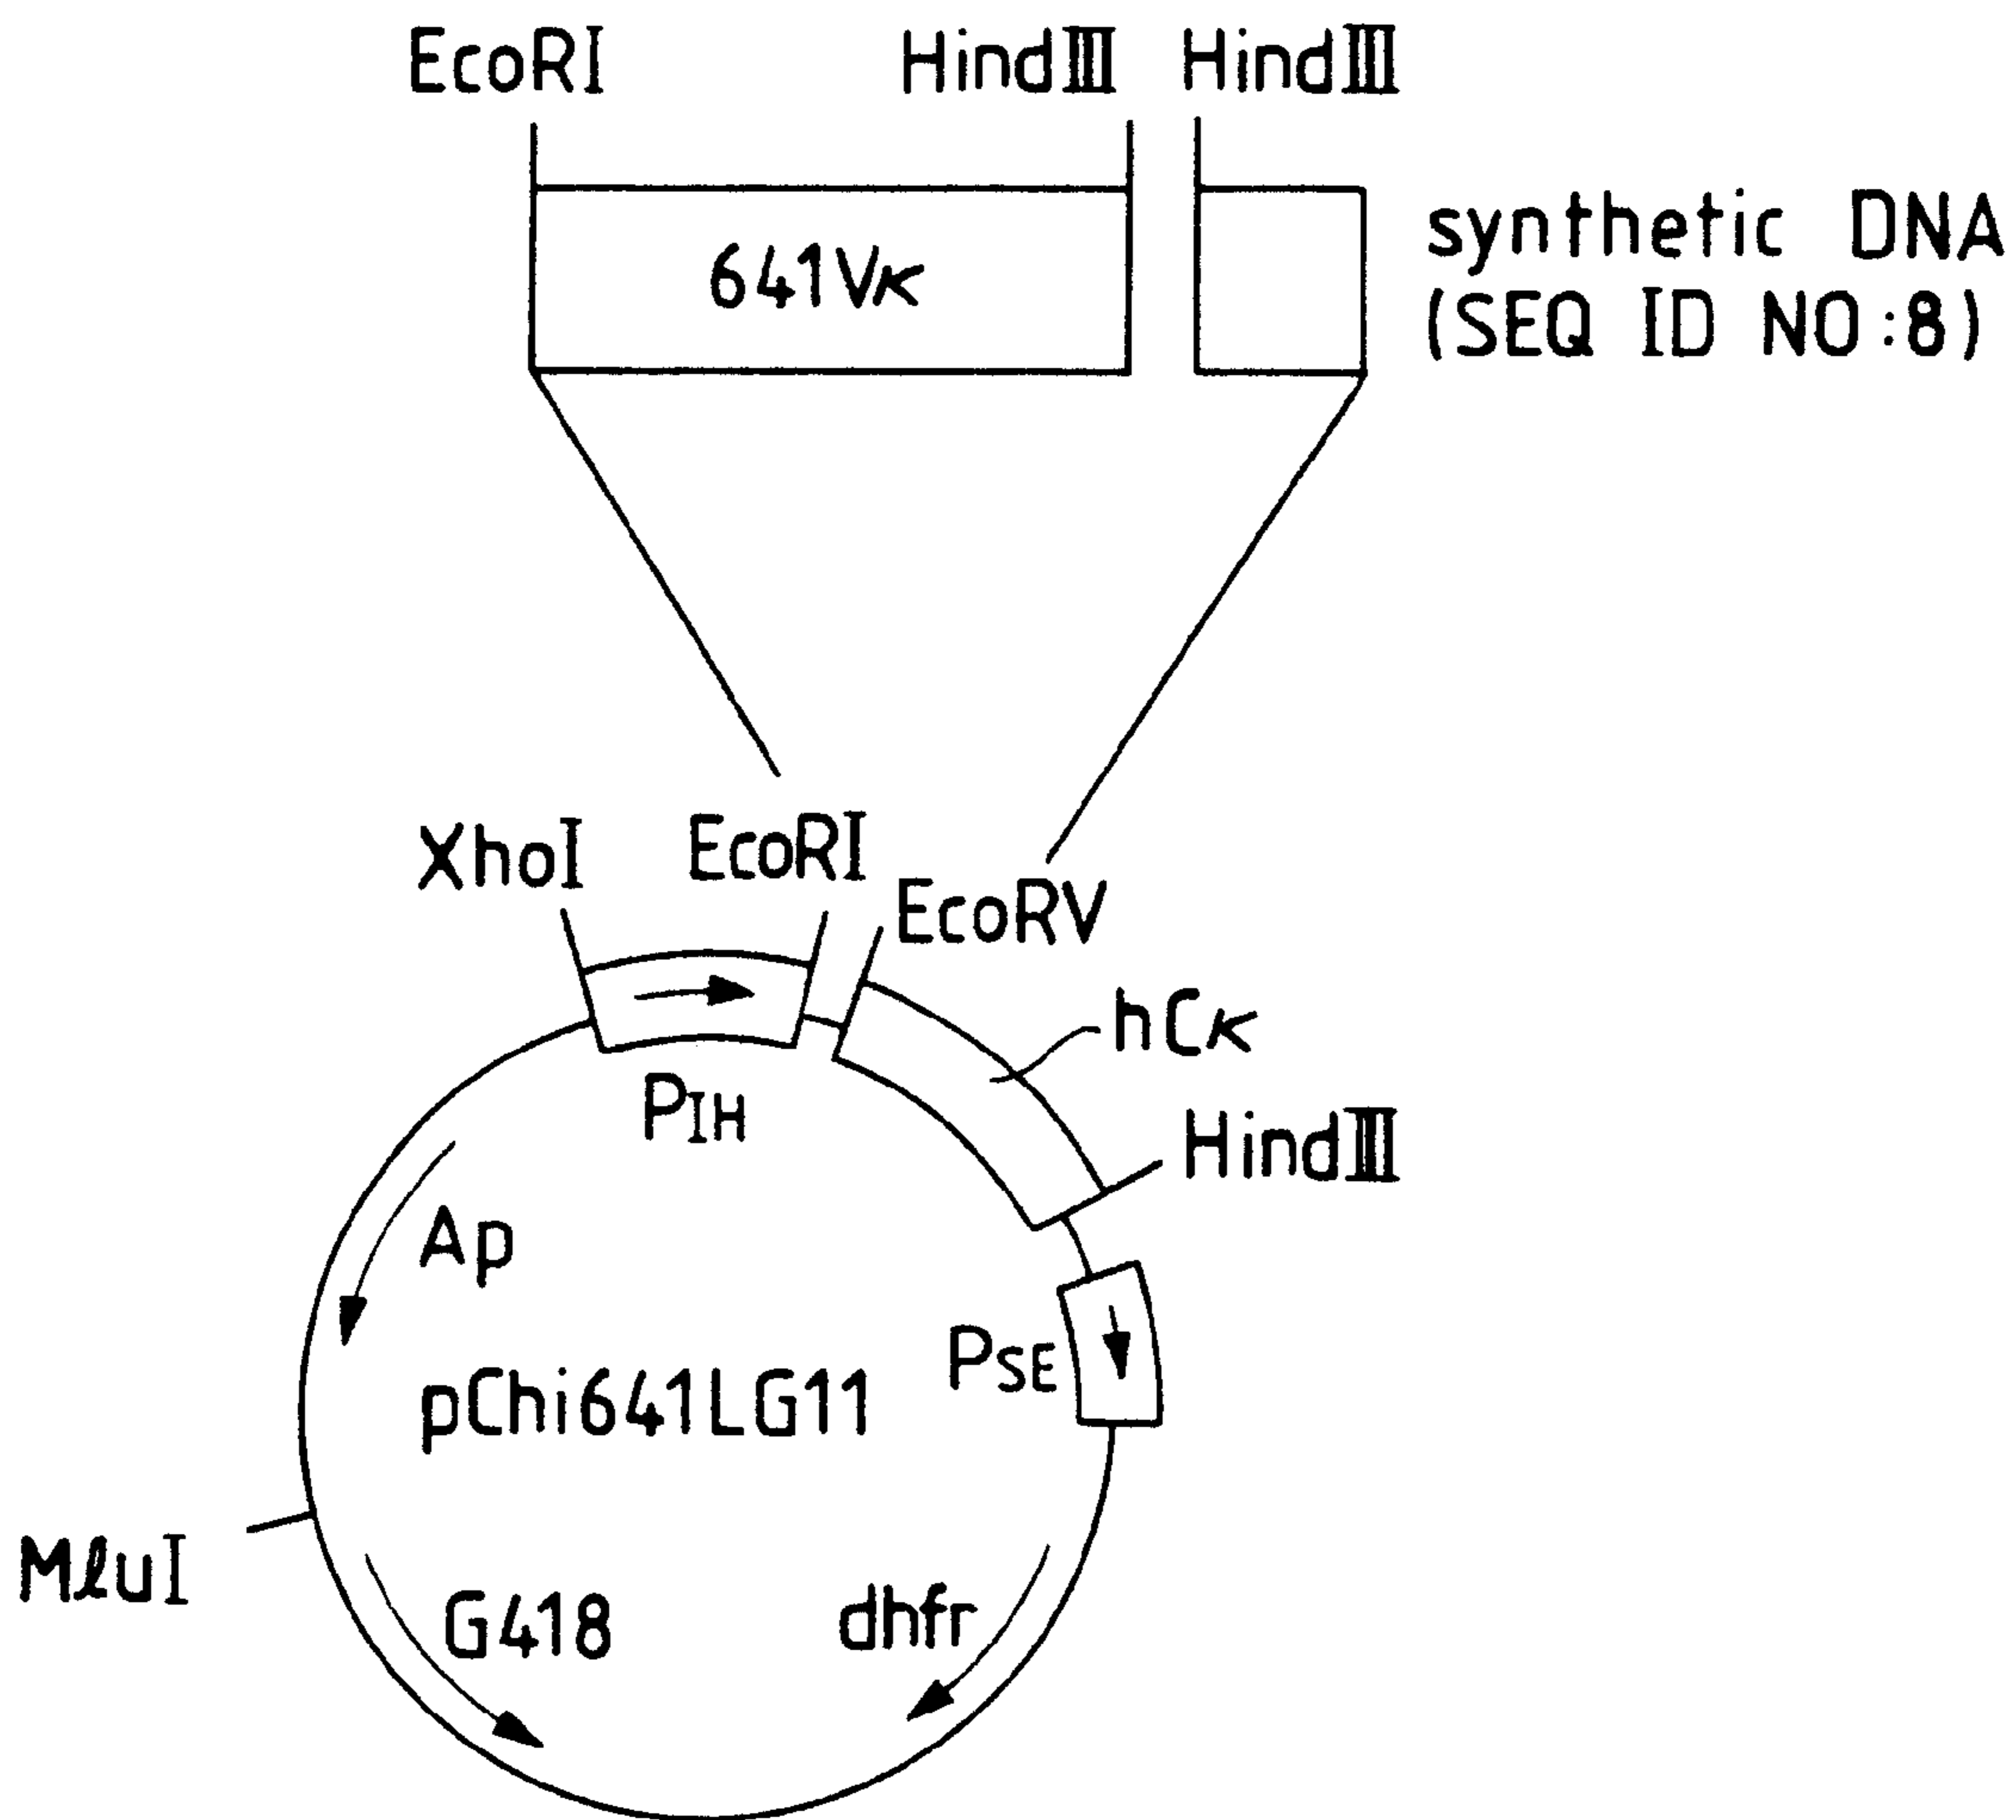 EcoRI HindⅢ HindⅢ
641Vκ
synthetic DNA
(SEQ ID NO:8)
XhoI EcoRI
EcoRV
hCκ
PIH
HindⅢ
Ap
PSE
pChi641LG11
MluI
G418 dhfr